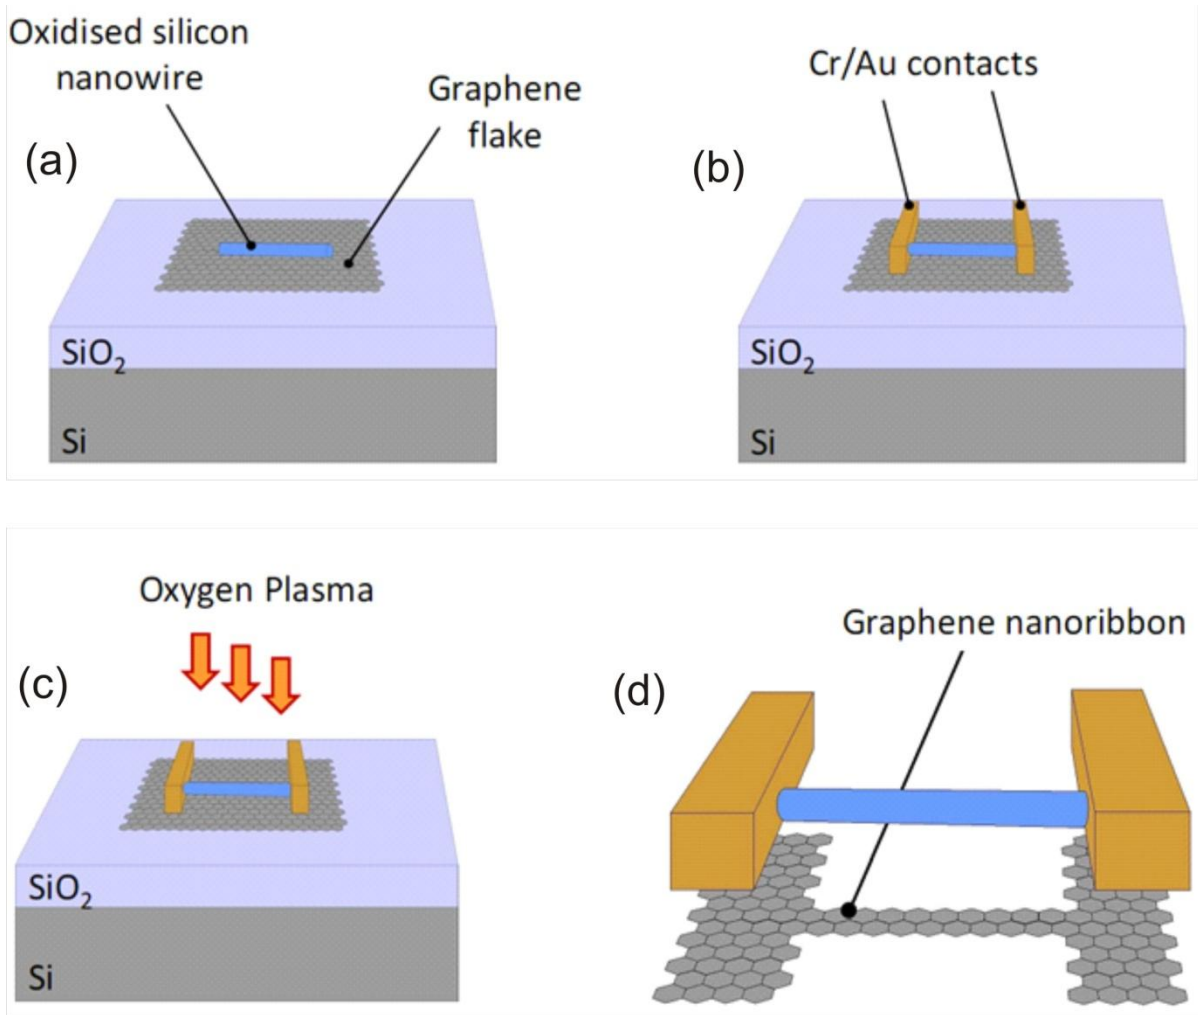 Oxidised silicon
nanowire
Graphene
flake
(a)
SiO₂
Si
Cr/Au contacts
(b)
SiO₂
Si
Oxygen Plasma
(c)
SiO₂
Si
Graphene nanoribbon
(d)